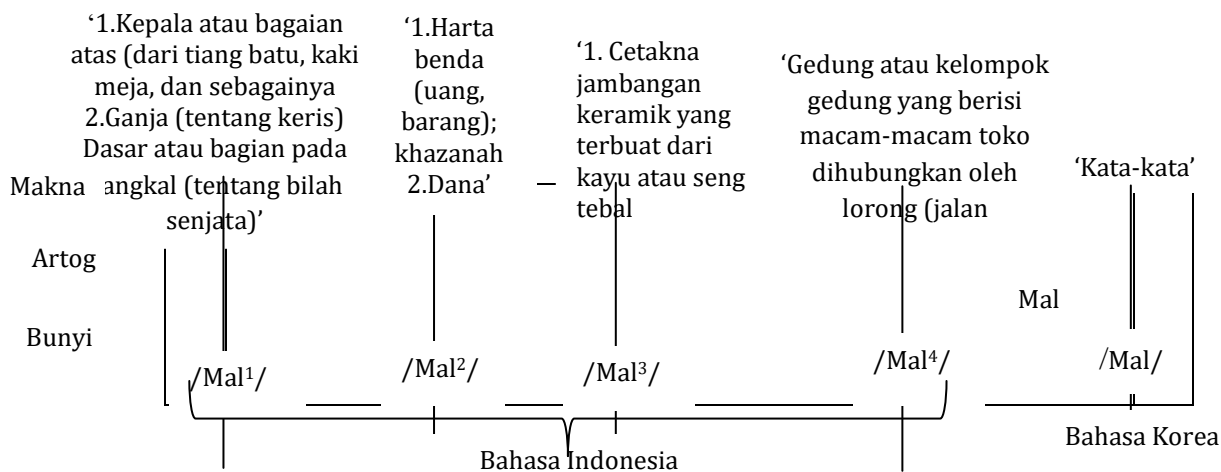 ‘1.Kepala atau bagaian
atas (dari tiang batu, kaki
meja, dan sebagainya
2.Ganja (tentang keris)
Dasar atau bagian pada
angkal (tentang bilah
senjata)’
‘1.Harta
benda
(uang,
barang);
khazanah
2.Dana’
‘1. Cetakna
jambangan
keramik yang
terbuat dari
kayu atau seng
tebal
‘Gedung atau kelompok
gedung yang berisi
macam-macam toko
dihubungkan oleh
lorong (jalan
‘Kata-kata’
Makna
Artog
Mal
Bunyi
/Mal¹/
/Mal²/
/Mal³/
/Mal⁴/
/Mal/
Bahasa Indonesia
Bahasa Korea